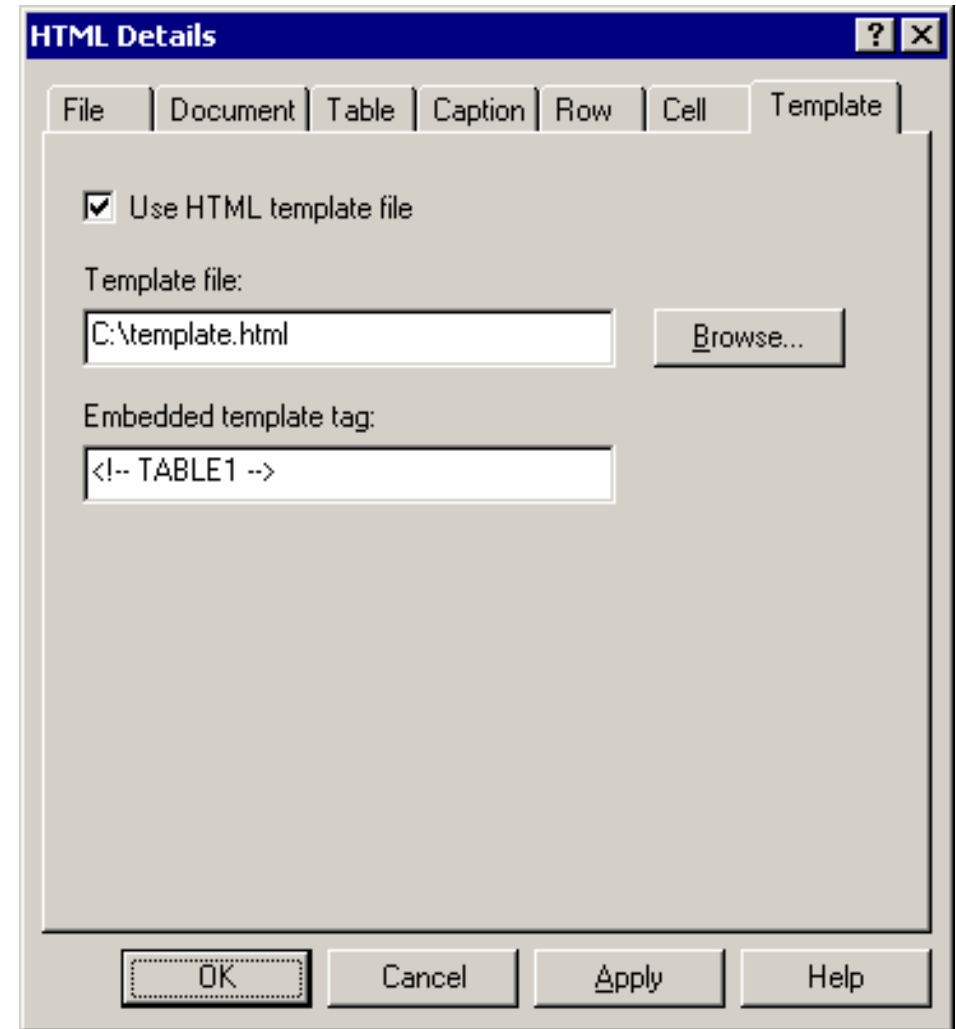 HTML Details
File Document Table Caption Row Cell Template
Use HTML template file
Template file:
C:\template.html
Browse...
Embedded template tag:
<!-- TABLE1 -->
OK Cancel Apply Help